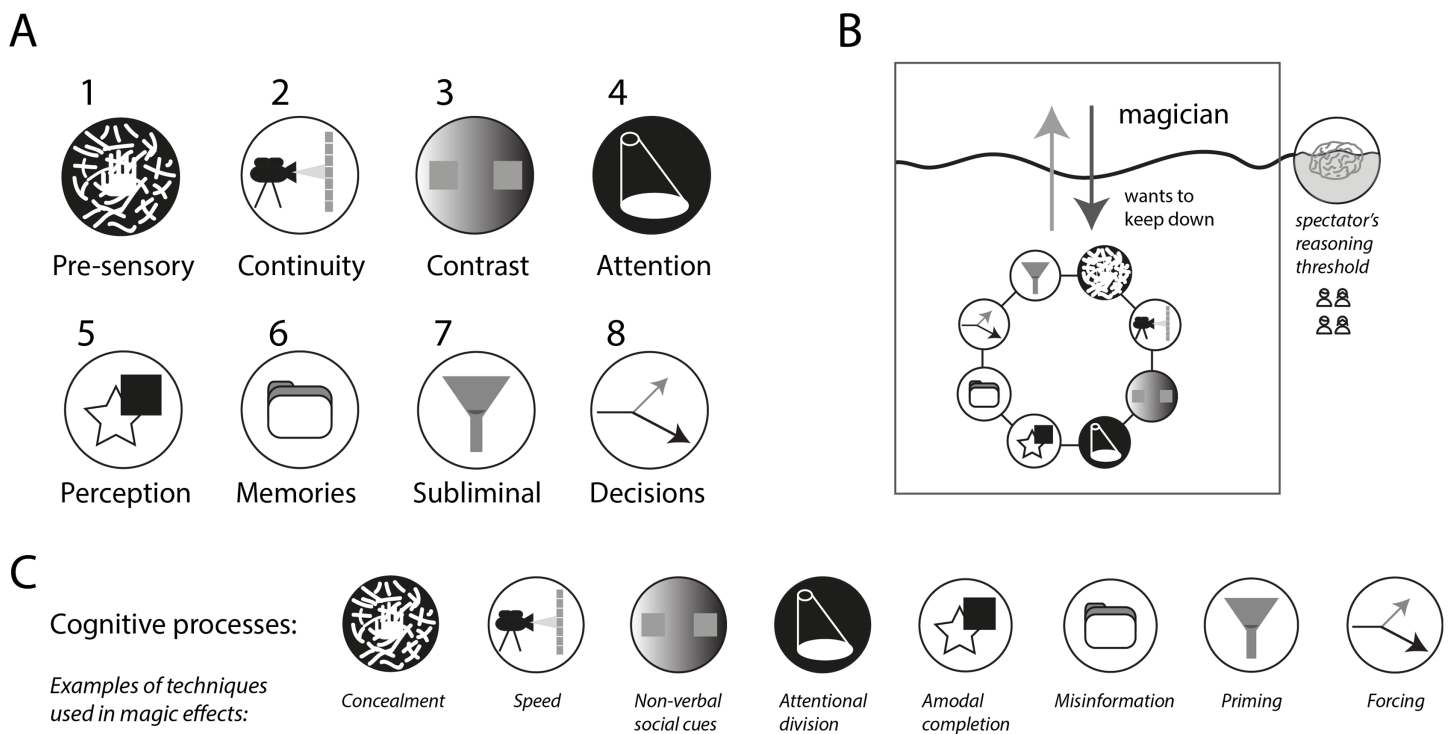 A
1 2 3 4
Pre-sensory Continuity Contrast Attention
5 6 7 8
Perception Memories Subliminal Decisions
B
magician
wants to
keep down
spectator's
reasoning
threshold
C
Cognitive processes:
Examples of techniques
used in magic effects:
Concealment
Speed
Non-verbal
social cues
Attentional
division
Amodal
completion
Misinformation
Priming
Forcing